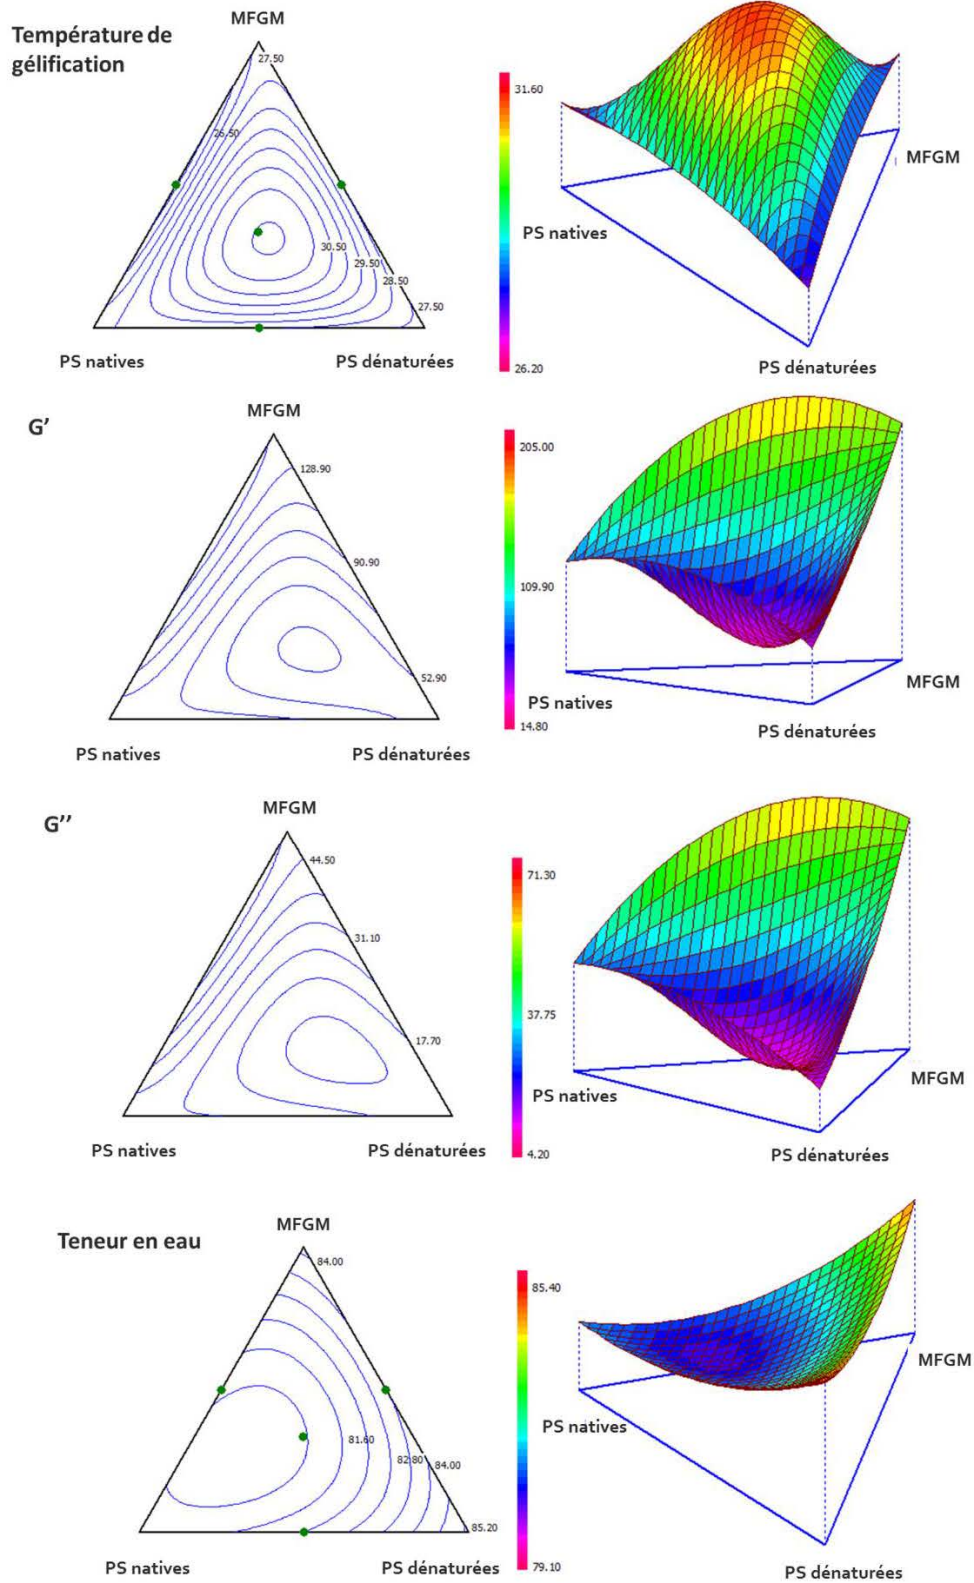 Température de
gélification
MFGM
27.50
26.50
30.50
29.50
28.50
27.50
PS natives
PS dénaturées
31.60
26.20
MFGM
PS natives
PS dénaturées
G’
MFGM
128.90
90.90
52.90
PS natives
PS dénaturées
205.00
109.90
14.80
PS natives
MFGM
PS dénaturées
G’’
MFGM
44.50
31.10
17.70
PS natives
PS dénaturées
71.30
37.75
4.20
PS natives
MFGM
PS dénaturées
Teneur en eau
MFGM
84.00
81.60
82.80
84.00
85.20
PS natives
PS dénaturées
85.40
79.10
MFGM
PS natives
PS dénaturées